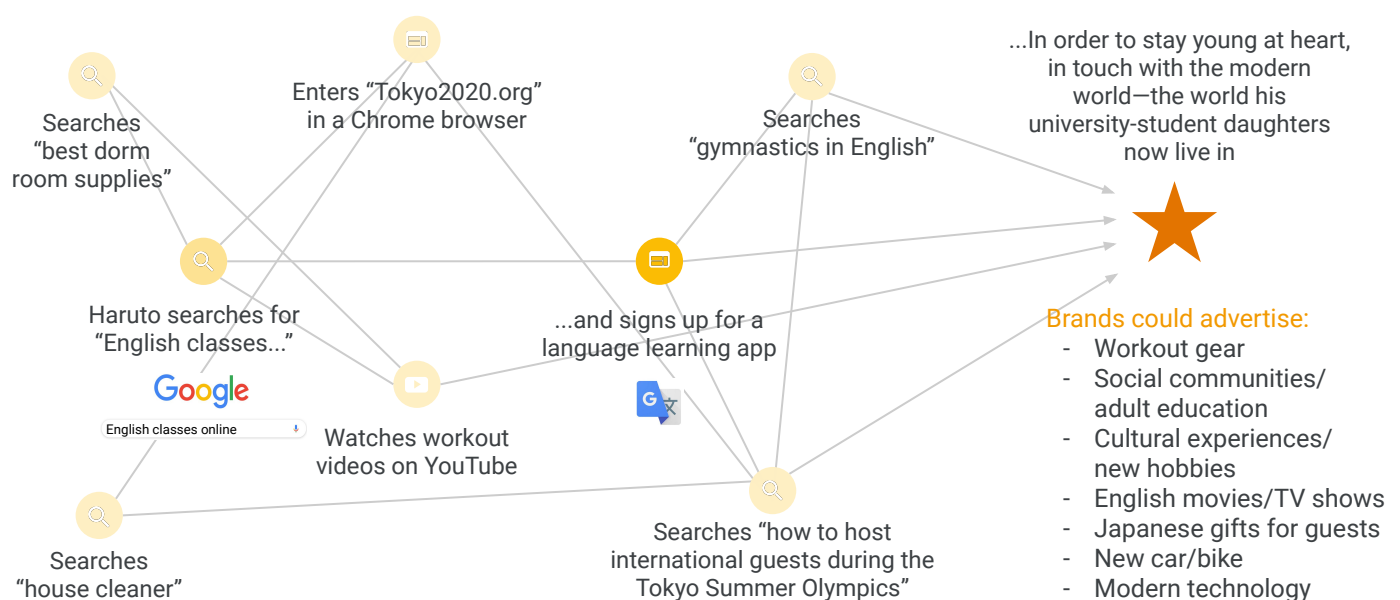 Searches
“best dorm
room supplies”
Enters “Tokyo2020.org”
in a Chrome browser
Searches
“gymnastics in English”
...In order to stay young at heart,
in touch with the modern
world—the world his
university-student daughters
now live in
Haruto searches for
“English classes...”
Google
English classes online
Watches workout
videos on YouTube
...and signs up for a
language learning app
G 文
Searches
“house cleaner”
Searches “how to host
international guests during the
Tokyo Summer Olympics”
Brands could advertise:
- Workout gear
- Social communities/
adult education
- Cultural experiences/
new hobbies
- English movies/TV shows
- Japanese gifts for guests
- New car/bike
- Modern technology